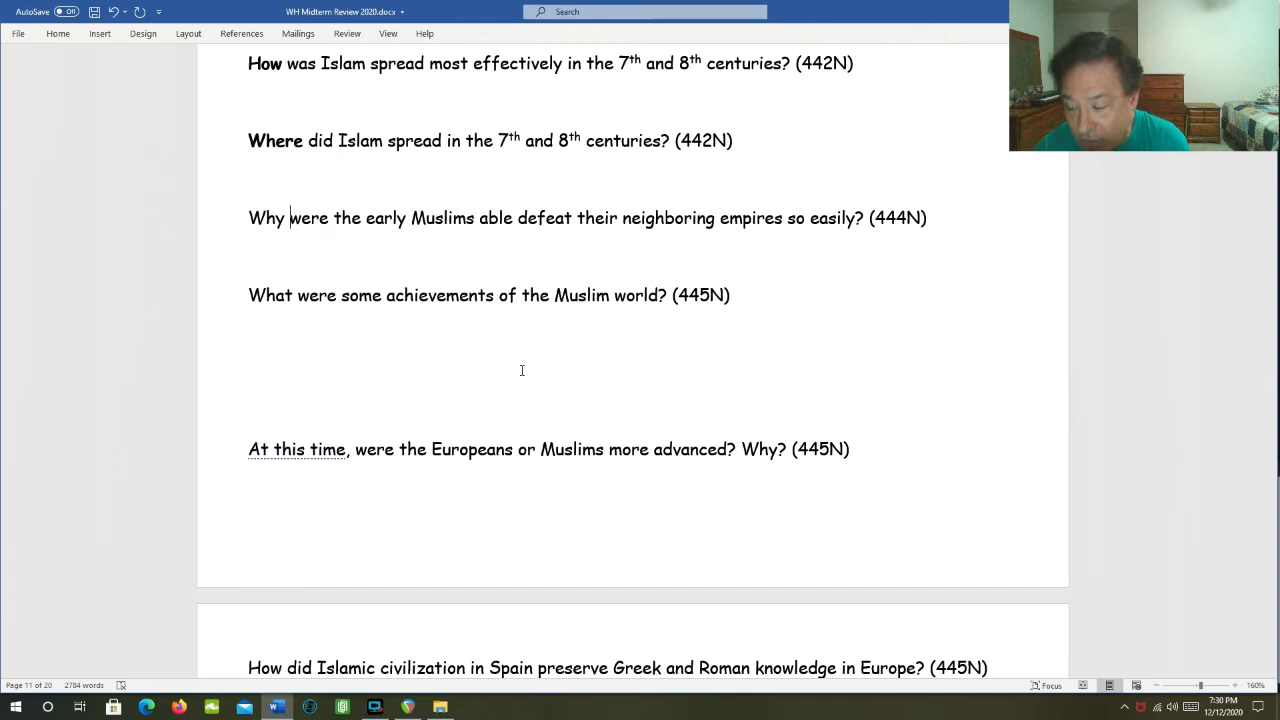 AutoSave Off WH Midterm Review 2020.docx Search
File Home Insert Design Layout References Mailings Review View Help
How was Islam spread most effectively in the 7th and 8th centuries? (442N)
Where did Islam spread in the 7th and 8th centuries? (442N)
Why were the early Muslims able defeat their neighboring empires so easily? (444N)
What were some achievements of the Muslim world? (445N)
At this time, were the Europeans or Muslims more advanced? Why? (445N)
How did Islamic civilization in Spain preserve Greek and Roman knowledge in Europe? (445N)
Page 11 of 20 2784 words Focus 160%
7:30 PM
12/12/2020